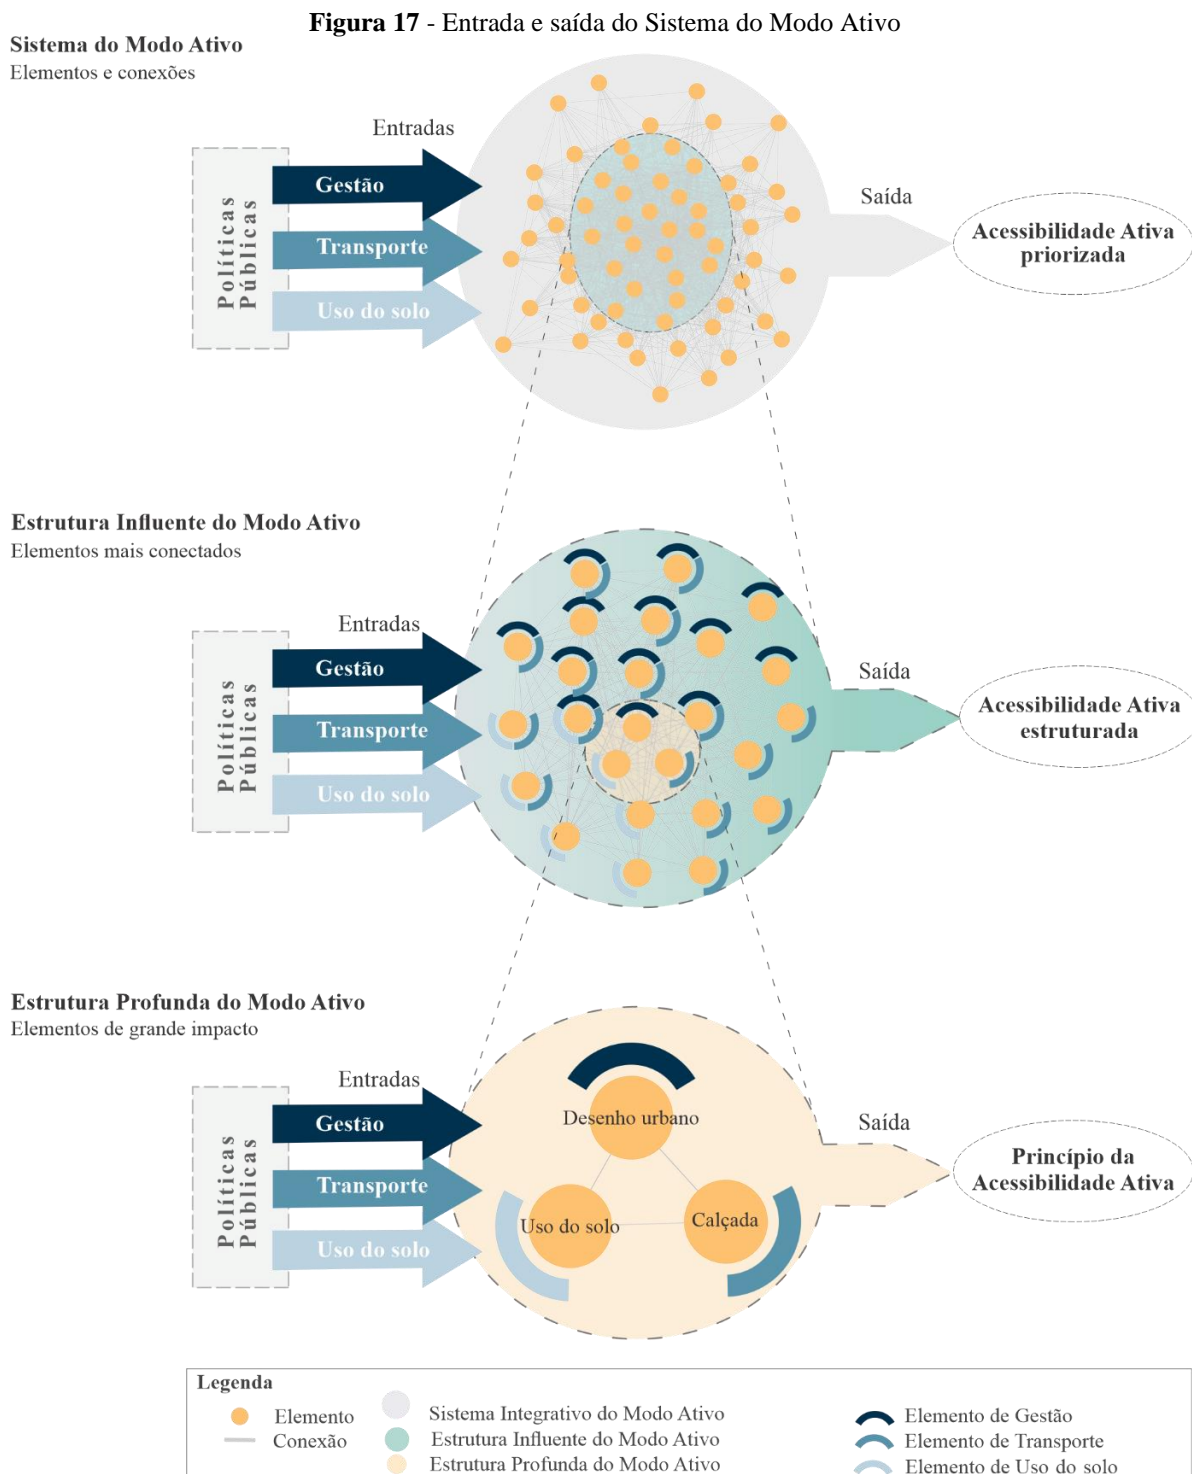 Figura 17 - Entrada e saída do Sistema do Modo Ativo
Sistema do Modo Ativo
Elementos e conexões
Entradas
Políticas
Públicas
Gestão
Transporte
Uso do solo
Saída
Acessibilidade Ativa
priorizada
Estrutura Influente do Modo Ativo
Elementos mais conectados
Entradas
Políticas
Públicas
Gestão
Transporte
Uso do solo
Saída
Acessibilidade Ativa
estruturada
Estrutura Profunda do Modo Ativo
Elementos de grande impacto
Entradas
Políticas
Públicas
Gestão
Transporte
Uso do solo
Desenho urbano
Uso do solo
Calçada
Saída
Princípio da
Acessibilidade Ativa
Legenda
Elemento
Conexão
Sistema Integrativo do Modo Ativo
Estrutura Influente do Modo Ativo
Estrutura Profunda do Modo Ativo
Elemento de Gestão
Elemento de Transporte
Elemento de Uso do solo